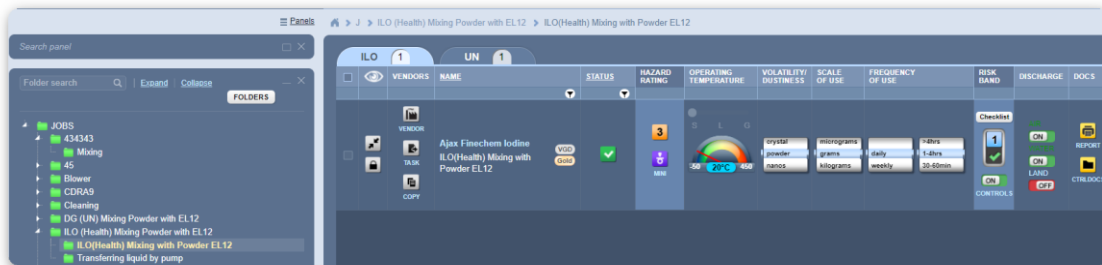 Panels
J ILO (Health) Mixing Powder with EL12 ILO(Health) Mixing with Powder EL12
Search panel
Folder search Expand Collapse
FOLDERS
JOBS
434343
Mixing
45
Blower
CDRA9
Cleaning
DG (UN) Mixing Powder with EL12
ILO (Health) Mixing Powder with EL12
ILO(Health) Mixing with Powder EL12
Transferring liquid by pump
ILO 1 UN 1
VENDORS NAME STATUS HAZARD RATING OPERATING TEMPERATURE VOLATILITY/ DUSTINESS SCALE OF USE FREQUENCY OF USE RISK BAND DISCHARGE DOCS
VENDOR
TASK
COPY
Ajax Finechem Iodine
ILO(Health) Mixing with
Powder EL12
VGD
Gold
3
MINI
S L G
-50 20°C 450
crystal
powder
nanos
micrograms
grams
kilograms
daily
weekly
>4hrs
1-4hrs
30-60min
Checklist
1
ON
CONTROLS
ON
ON
LAND
OFF
REPORT
CTRLDOC